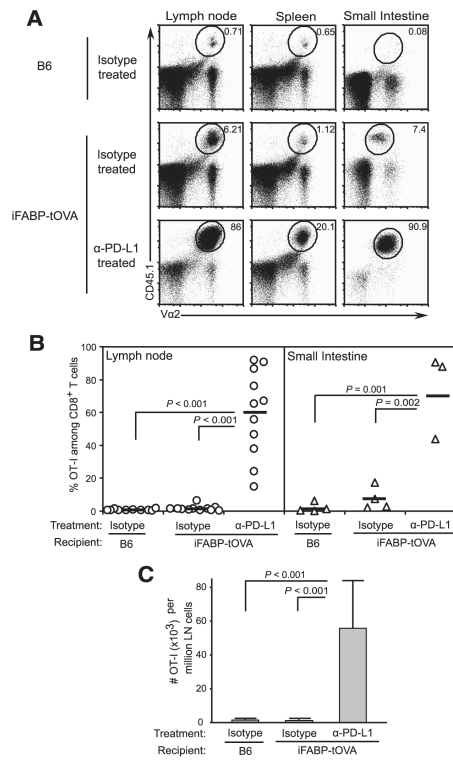 A
Lymph node Spleen Small Intestine
B6 Isotype treated 0.71 0.65 0.08
iFABP-tOVA
Isotype treated 6.21 1.12 7.4
α-PD-L1 treated 86 20.1 90.9
CD45.1
Vα2
B
Lymph node Small Intestine
% OT-I among CD8+ T cells
100
80
60
40
20
0
P < 0.001
P < 0.001
P = 0.001
P = 0.002
Treatment: Isotype Isotype α-PD-L1 Isotype Isotype α-PD-L1
Recipient: B6 iFABP-tOVA B6 iFABP-tOVA
C
# OT-I (x10³) per
million LN cells
80
60
40
20
0
P < 0.001
P < 0.001
Treatment: Isotype Isotype α-PD-L1
Recipient: B6 iFABP-tOVA